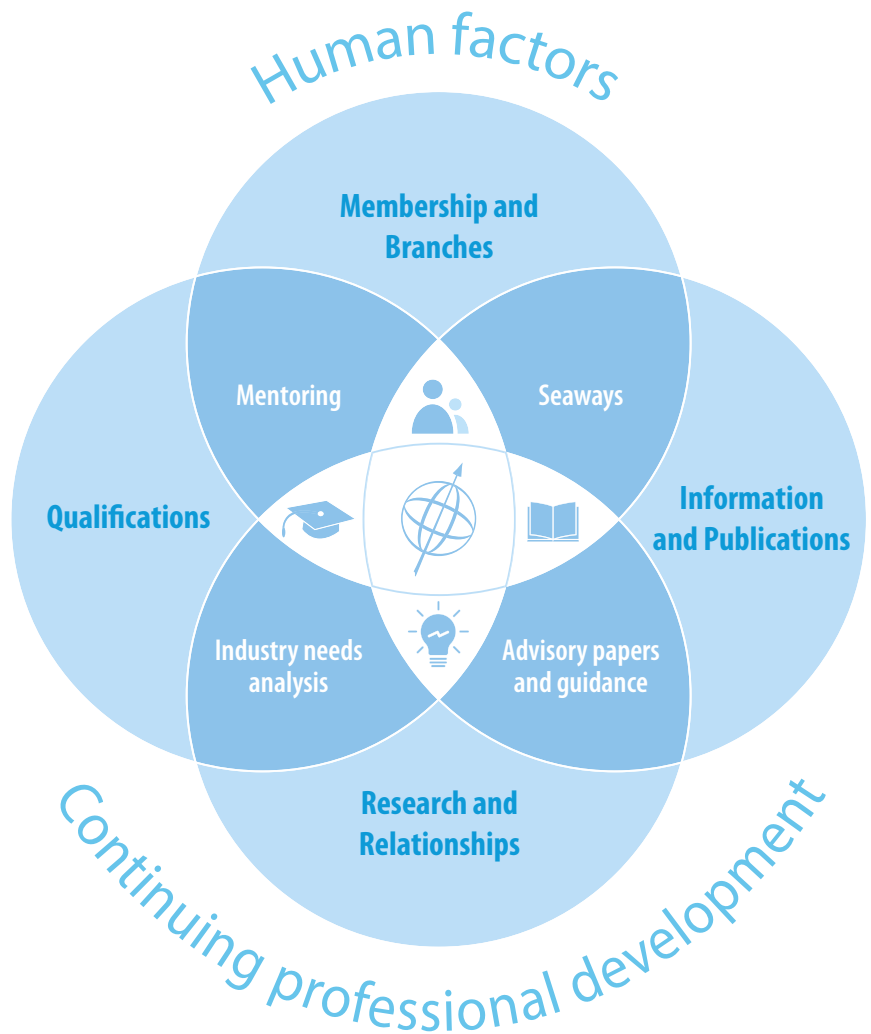 Human factors
Membership and
Branches
Mentoring
Seaways
Qualifications
Information
and Publications
Industry needs
analysis
Advisory papers
and guidance
Research and
Relationships
Continuing professional development